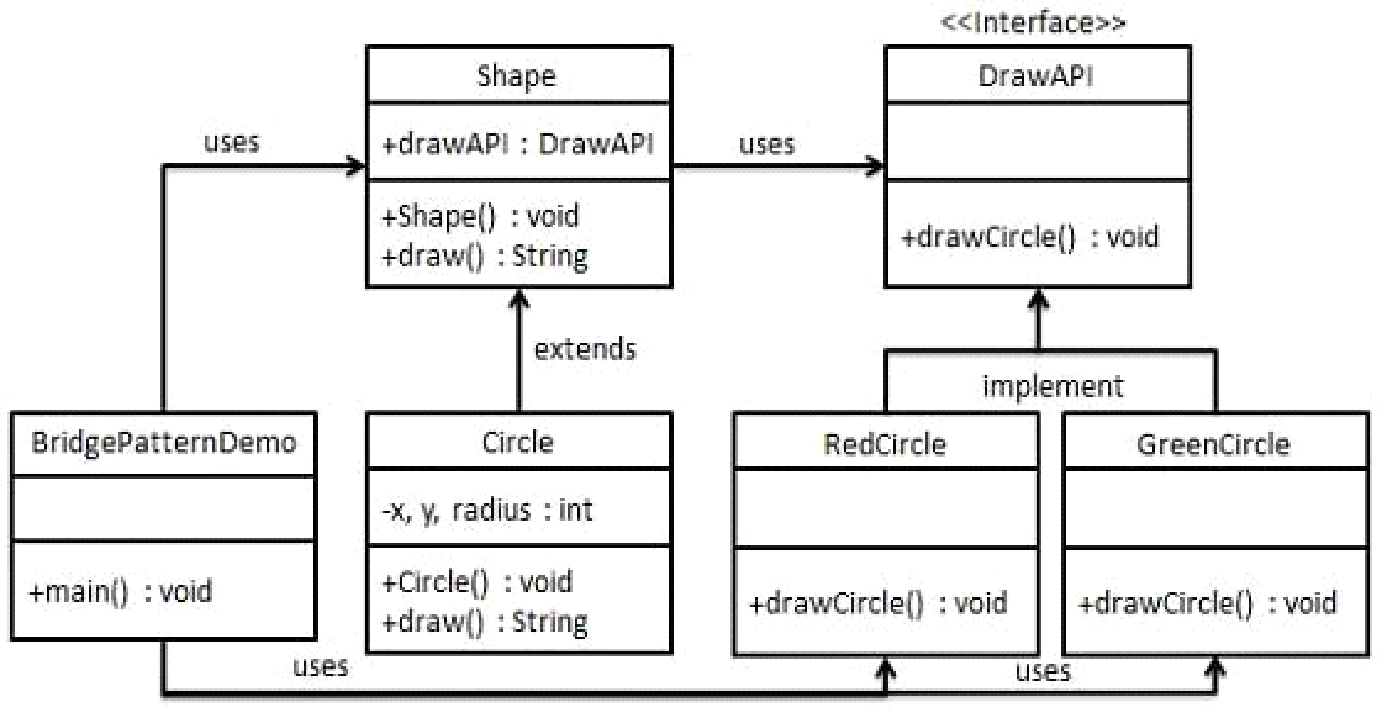 <<Interface>>
Shape
+drawAPI : DrawAPI
+Shape() : void
+draw() : String
uses
uses
DrawAPI
+drawCircle() : void
extends
implement
BridgePatternDemo
+main() : void
Circle
-x, y, radius : int
+Circle() : void
+draw() : String
RedCircle
+drawCircle() : void
GreenCircle
+drawCircle() : void
uses
uses